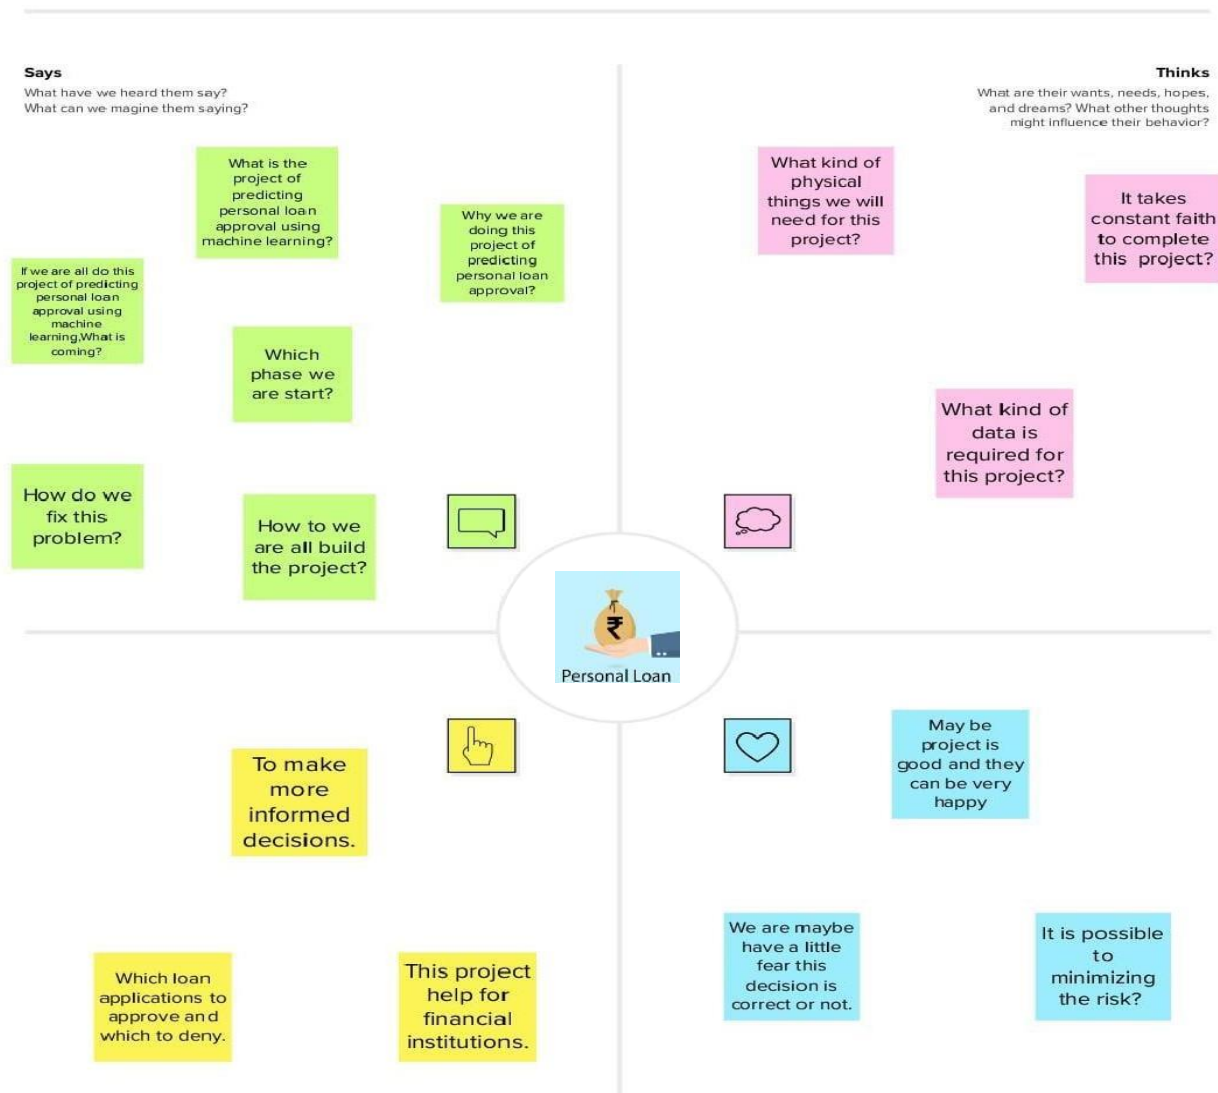 Says
What have we heard them say?
What can we magine them saying?
Thinks
What are their wants, needs, hopes,
and dreams? What other thoughts
might influence their behavior?
What is the
project of
predicting
personal loan
approval using
machine learning?
Why we are
doing this
project of
predicting
personal loan
approval?
If we are all do this
project of predicting
personal loan
approval using
machine
learning,What is
coming?
Which
phase we
are start?
How do we
fix this
problem?
How to we
are all build
the project?
What kind of
physical
things we will
need for this
project?
It takes
constant faith
to complete
this project?
What kind of
data is
required for
this project?
₹
Personal Loan
To make
more
informed
decisions.
Which loan
applications to
approve and
which to deny.
This project
help for
financial
institutions.
May be
project is
good and they
can be very
happy
We are maybe
have a little
fear this
decision is
correct or not.
It is possible
to
minimizing
the risk?